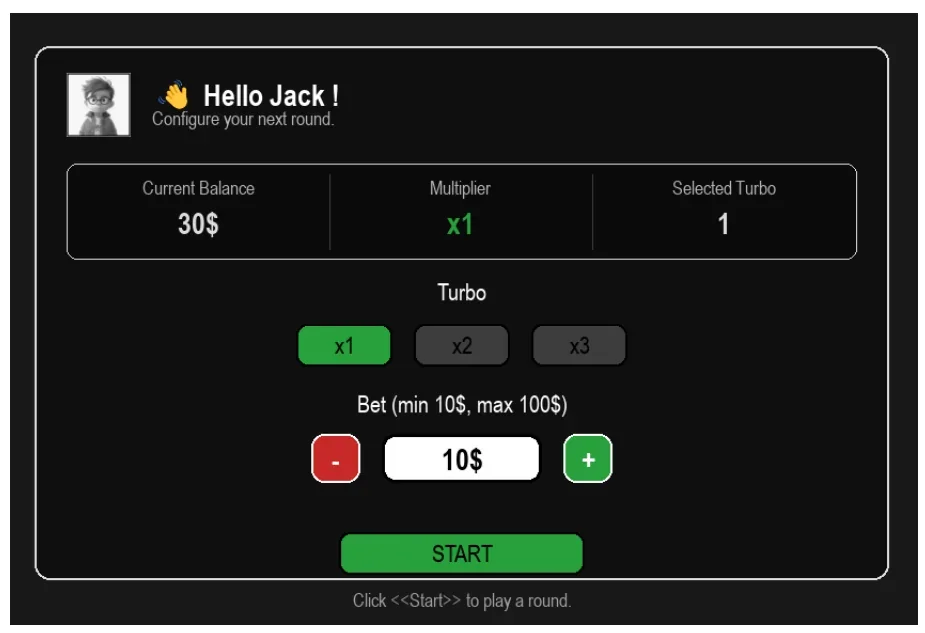 👋 Hello Jack !
Configure your next round.
Current Balance Multiplier Selected Turbo
30$ x1 1
Turbo
x1 x2 x3
Bet (min 10$, max 100$)
- 10$ +
START
Click <<Start>> to play a round.